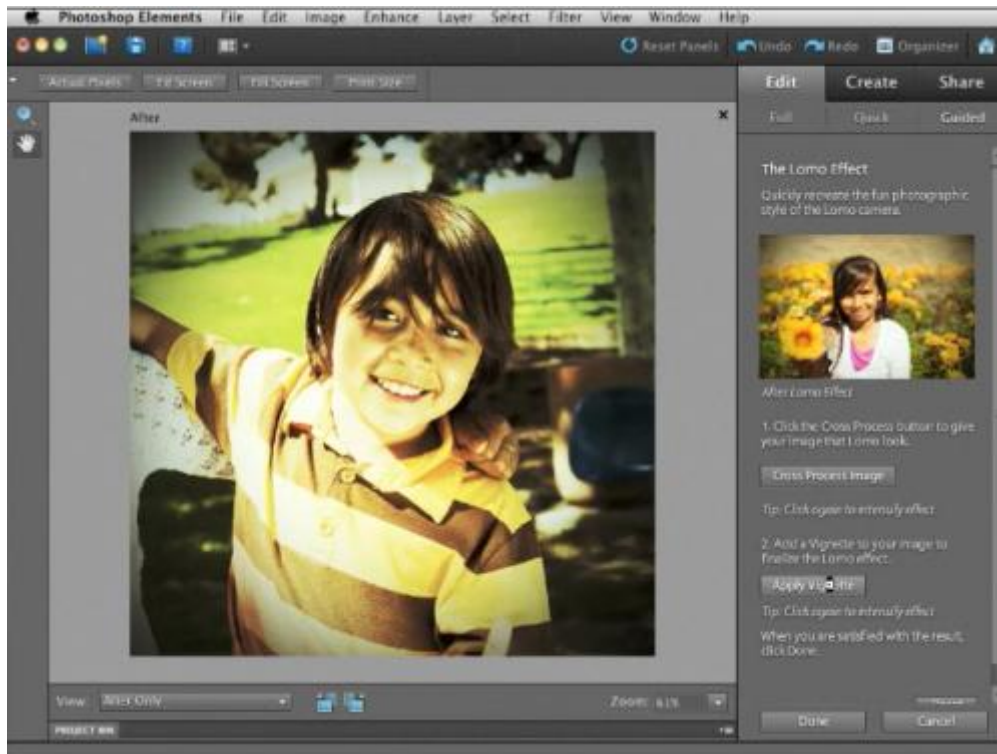 Photoshop Elements File Edit Image Enhance Layer Select Filter View Window Help
Reset Panels Undo Redo Organizer
Actual Pixels Fit Screen Fill Screen Print Size
Edit Create Share
Full Quick Guided
After
The Lomo Effect
Quickly recreate the fun photographic
style of the Lomo camera.
After Lomo Effect
1. Click the Cross Process button to give
your image that Lomo look.
Cross Process Image
Tip: Click again to intensify effect
2. Add a Vignette to your image to
finalize the Lomo effect.
Apply Vignette
Tip: Click again to intensify effect
When you are satisfied with the result,
click Done.
View: After Only Zoom:
PROJECT BIN
Done Cancel